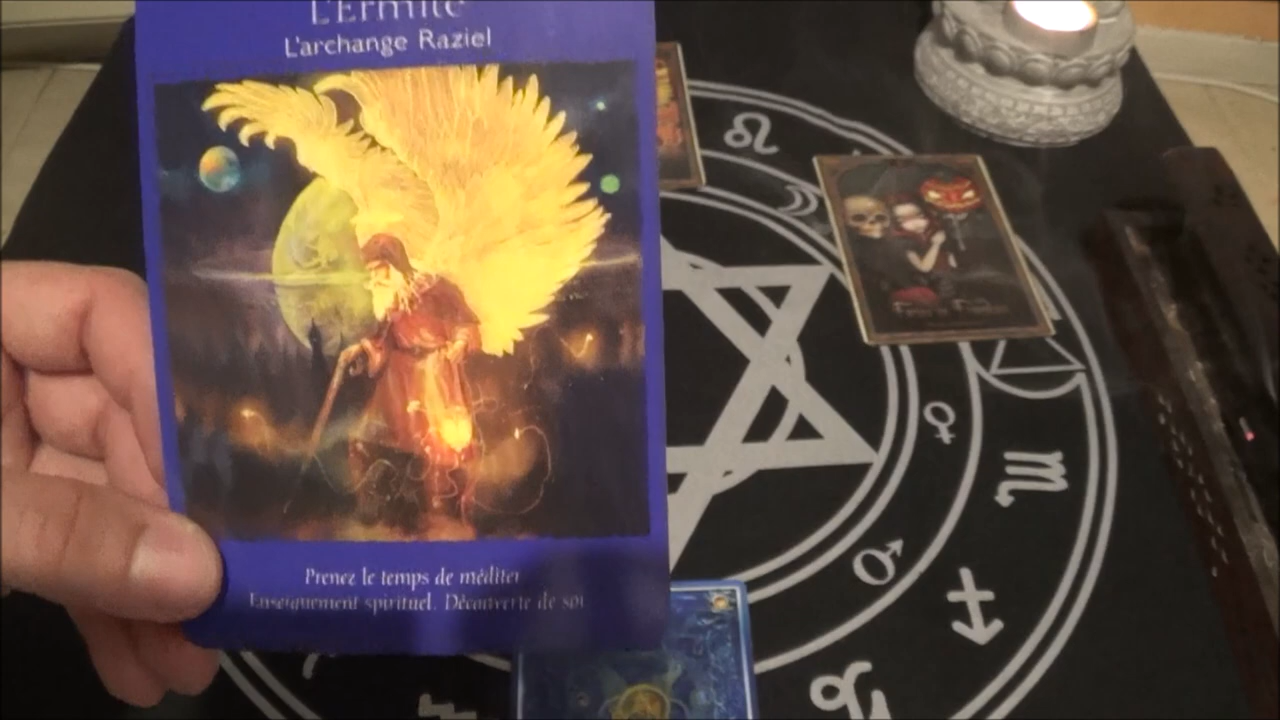 L'Ermite
L'archange Raziel
Prenez le temps de méditer
Enseignement spirituel. Découverte de soi